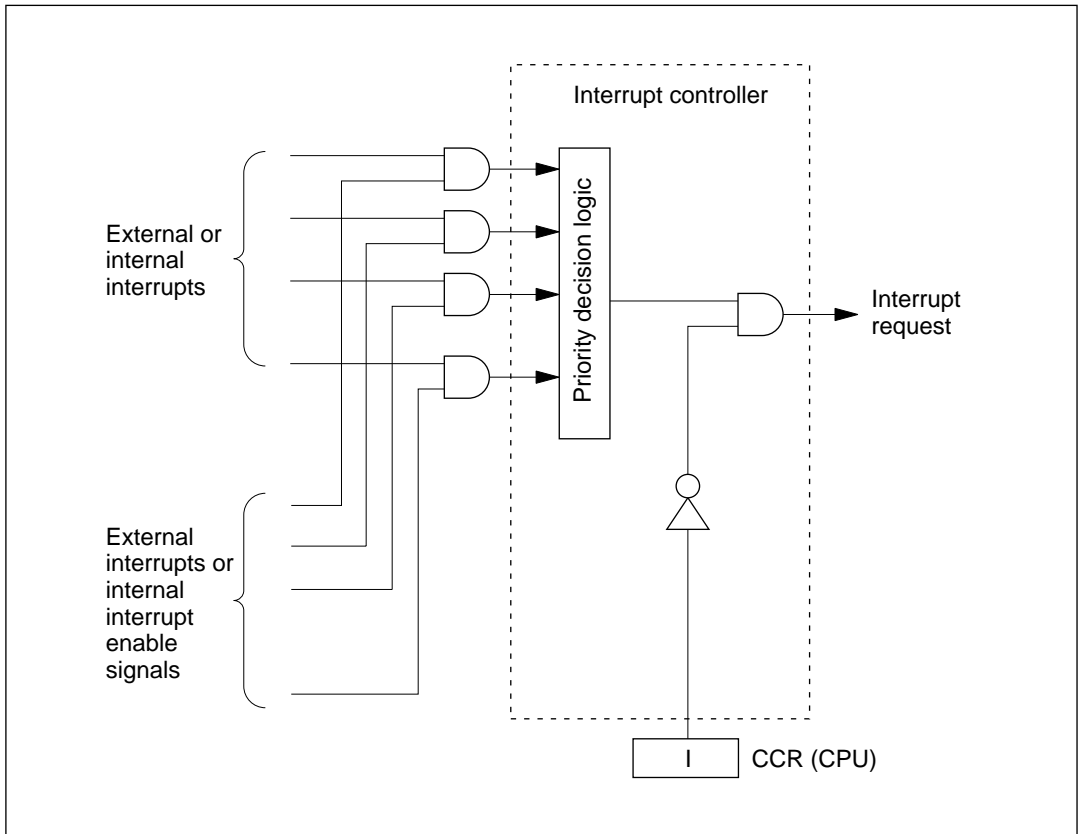 Interrupt controller
External or
internal
interrupts
Priority decision logic
Interrupt
request
External
interrupts or
internal
interrupt
enable
signals
I
CCR (CPU)